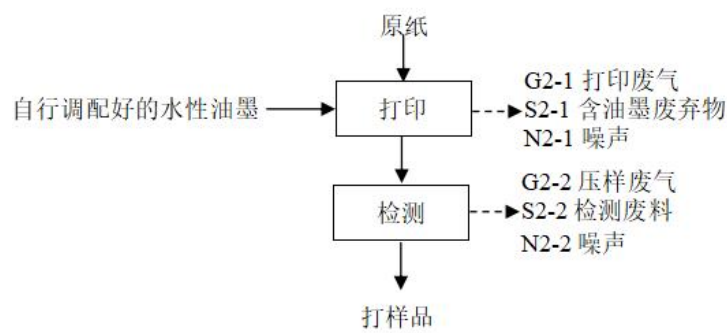 原纸
自行调配好的水性油墨
打印
G2-1 打印废气
S2-1 含油墨废弃物
N2-1 噪声
检测
G2-2 压样废气
S2-2 检测废料
N2-2 噪声
打样品